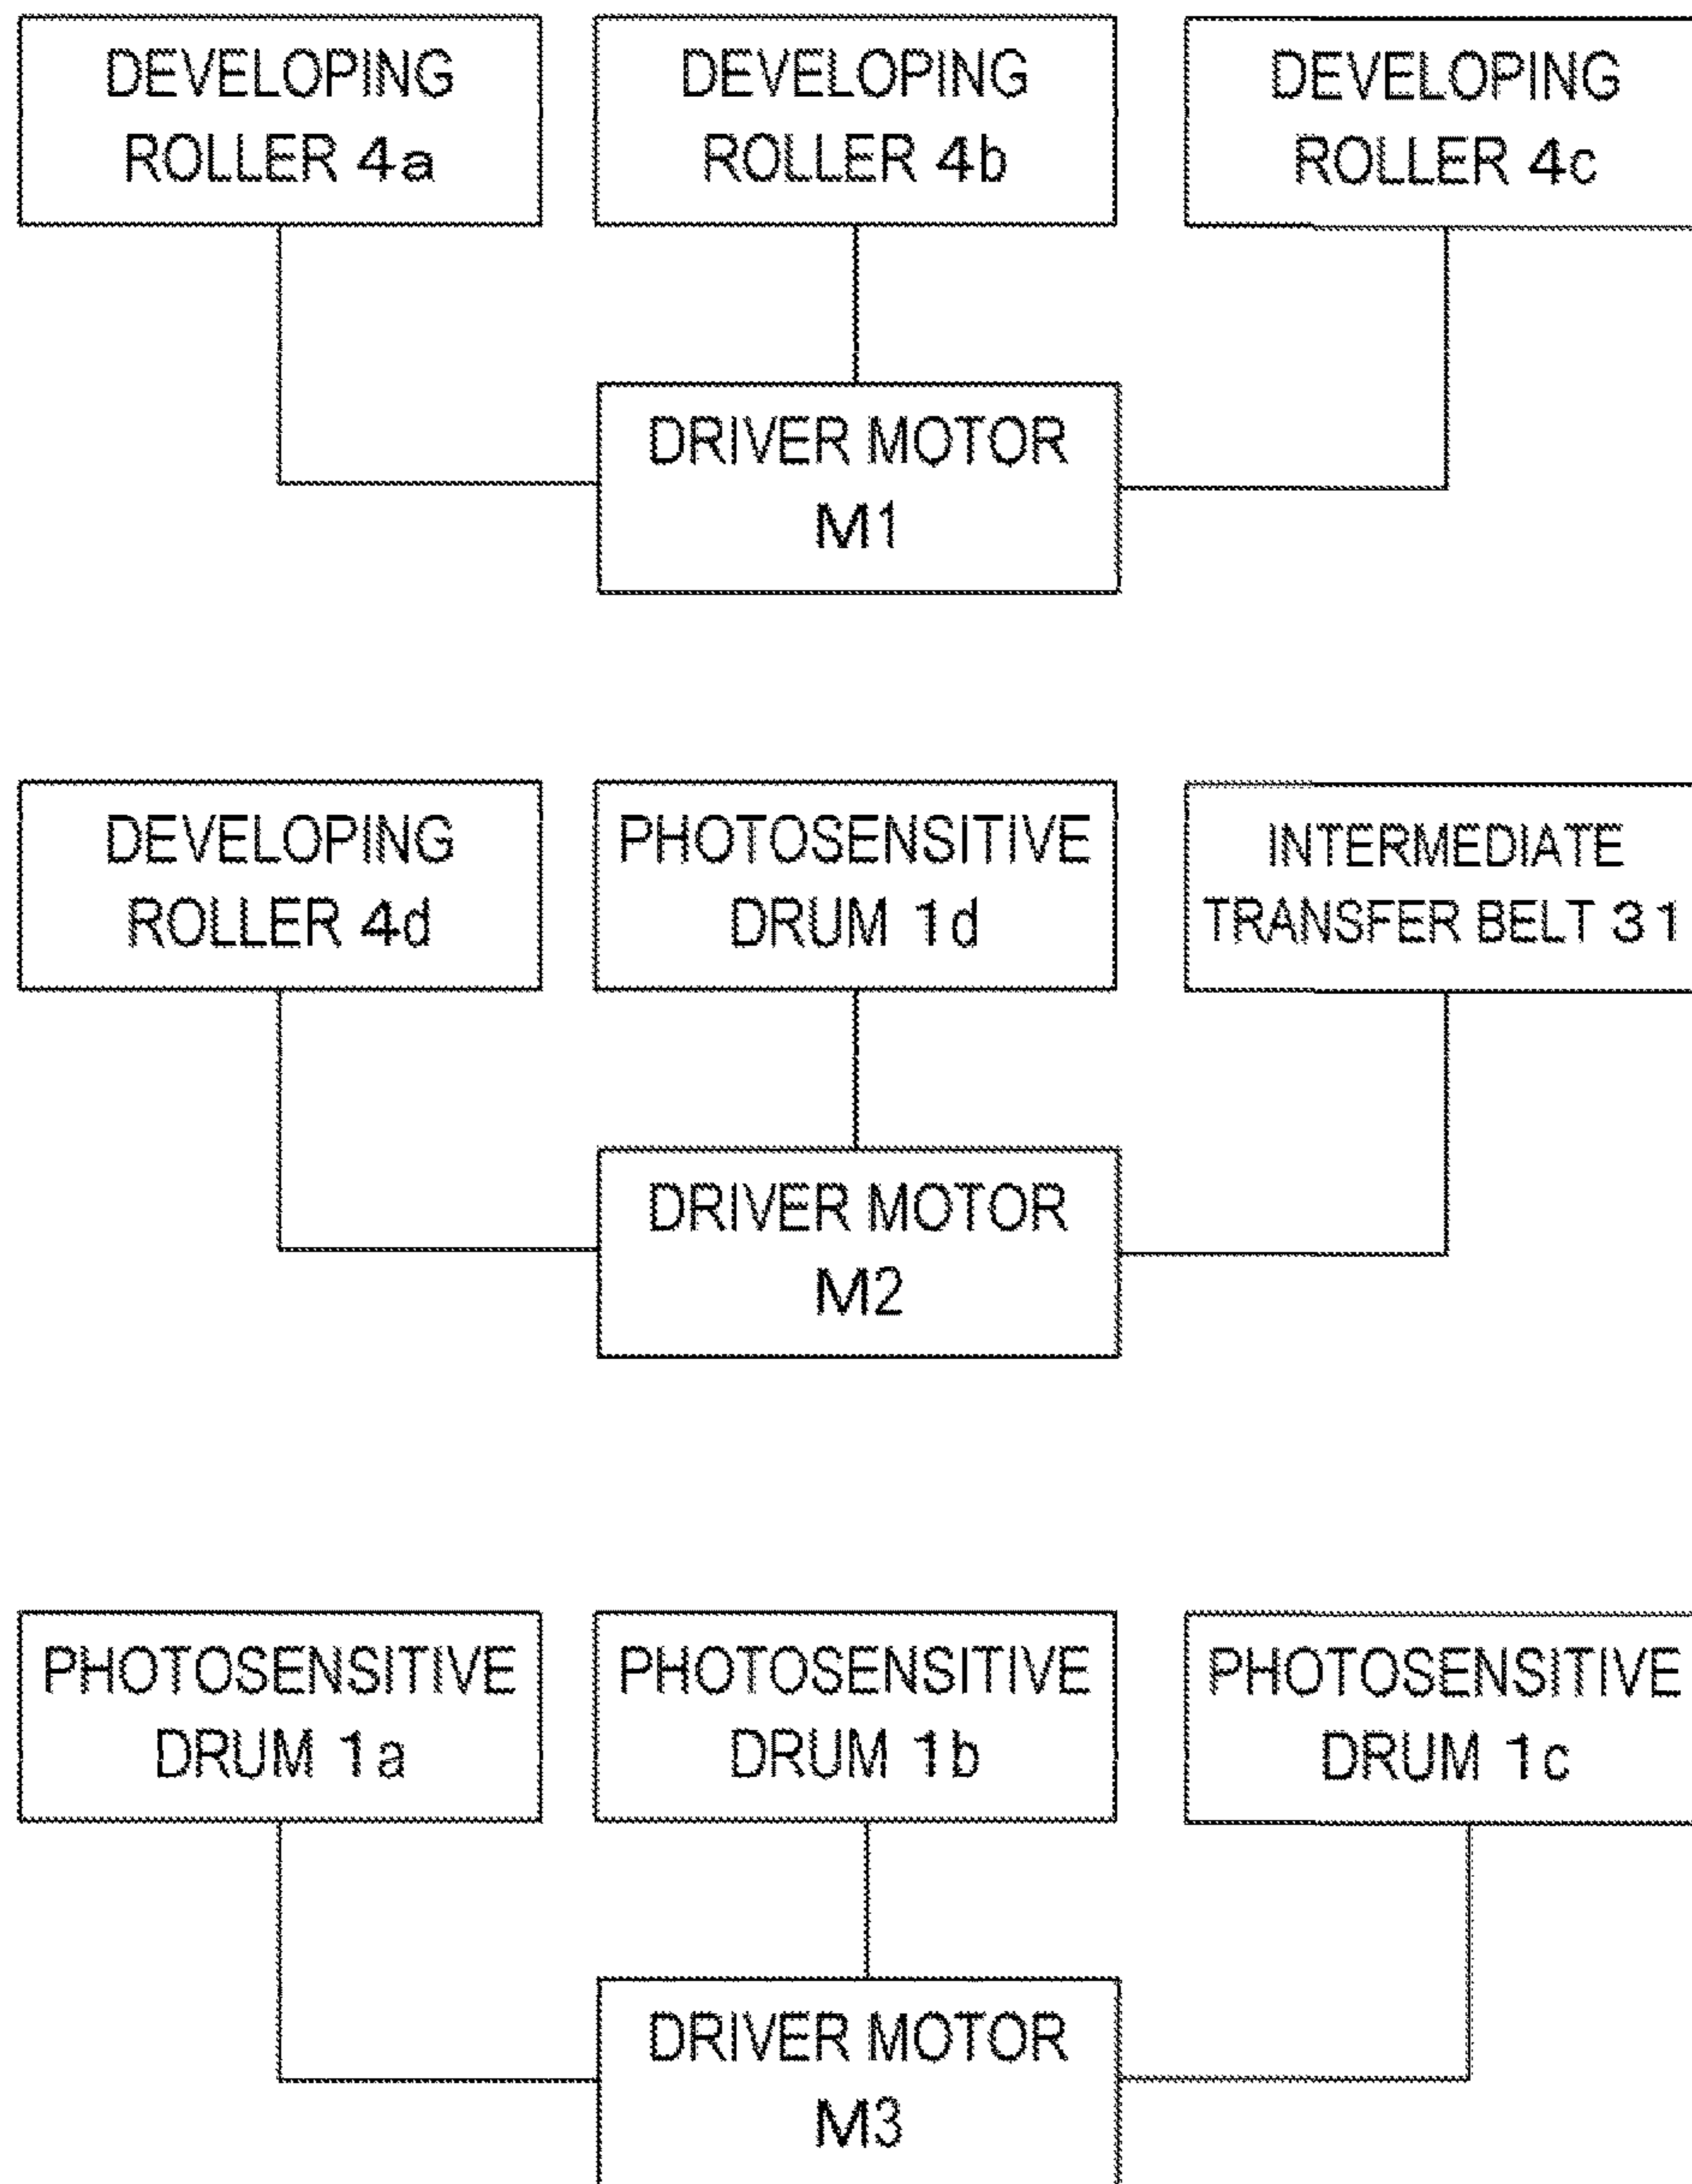 DEVELOPING
ROLLER 4a
DEVELOPING
ROLLER 4b
DEVELOPING
ROLLER 4c
DRIVER MOTOR
M1
DEVELOPING
ROLLER 4d
PHOTOSENSITIVE
DRUM 1d
INTERMEDIATE
TRANSFER BELT 31
DRIVER MOTOR
M2
PHOTOSENSITIVE
DRUM 1a
PHOTOSENSITIVE
DRUM 1b
PHOTOSENSITIVE
DRUM 1c
DRIVER MOTOR
M3